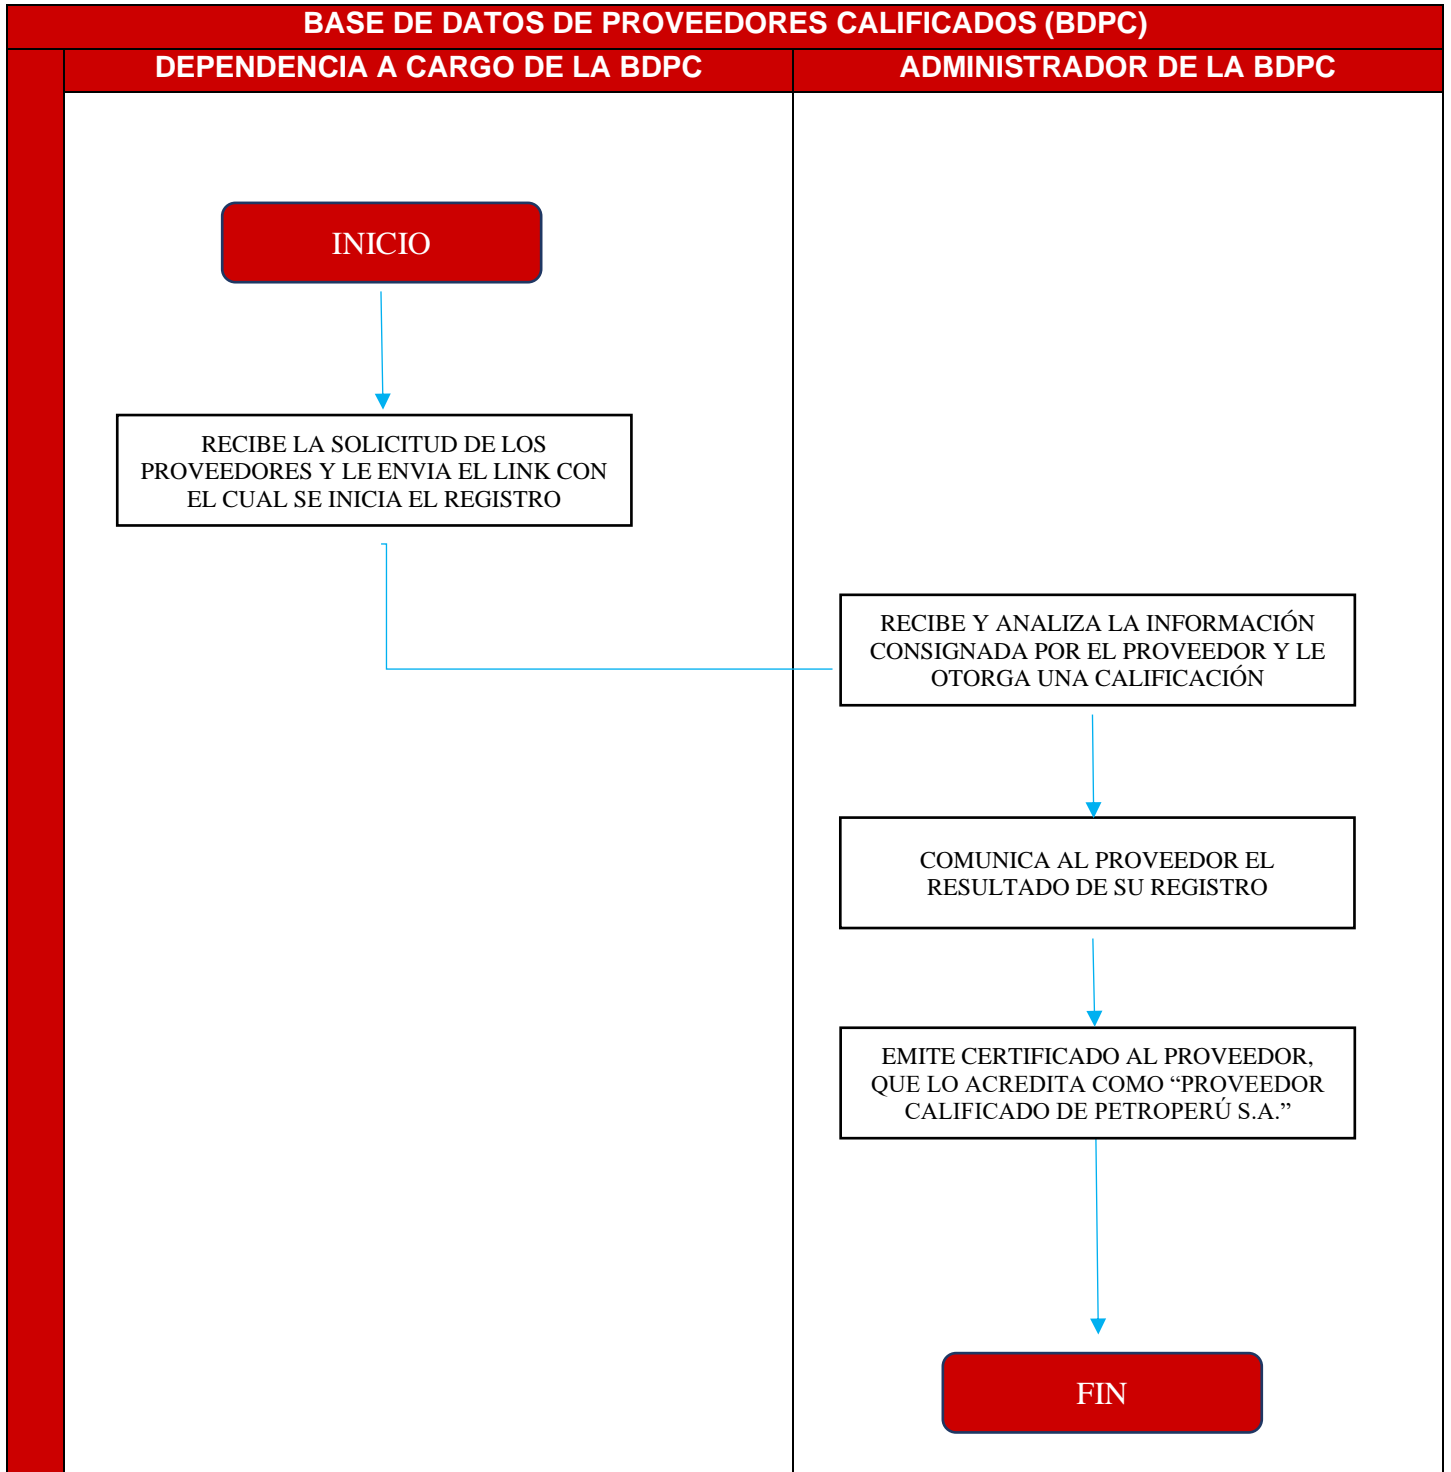 BASE DE DATOS DE PROVEEDORES CALIFICADOS (BDPC)
DEPENDENCIA A CARGO DE LA BDPC
ADMINISTRADOR DE LA BDPC
INICIO
RECIBE LA SOLICITUD DE LOS
PROVEEDORES Y LE ENVIA EL LINK CON
EL CUAL SE INICIA EL REGISTRO
RECIBE Y ANALIZA LA INFORMACIÓN
CONSIGNADA POR EL PROVEEDOR Y LE
OTORGA UNA CALIFICACIÓN
COMUNICA AL PROVEEDOR EL
RESULTADO DE SU REGISTRO
EMITE CERTIFICADO AL PROVEEDOR,
QUE LO ACREDITA COMO “PROVEEDOR
CALIFICADO DE PETROPERÚ S.A.”
FIN